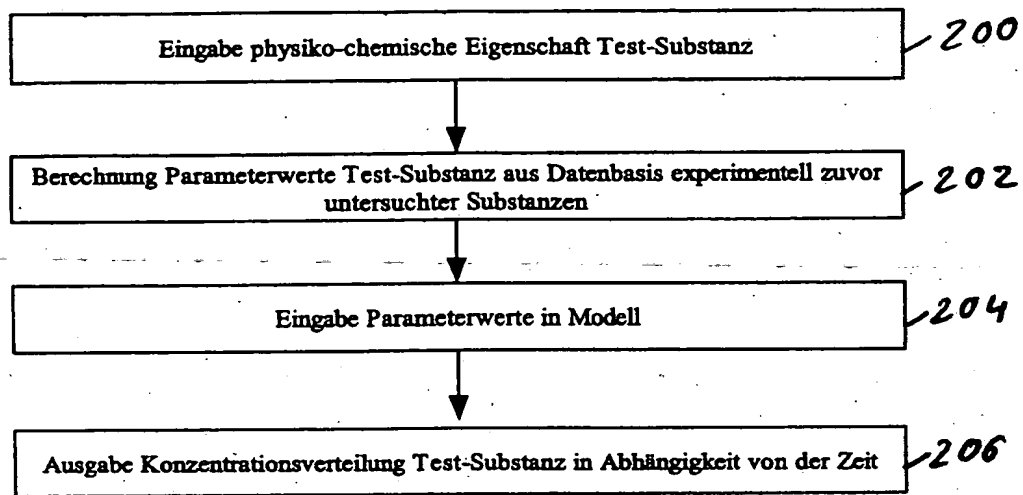 Eingabe physiko-chemische Eigenschaft Test-Substanz
200
Berechnung Parameterwerte Test-Substanz aus Datenbasis experimentell zuvor
untersuchter Substanzen
202
Eingabe Parameterwerte in Modell
204
Ausgabe Konzentrationsverteilung Test-Substanz in Abhängigkeit von der Zeit
206